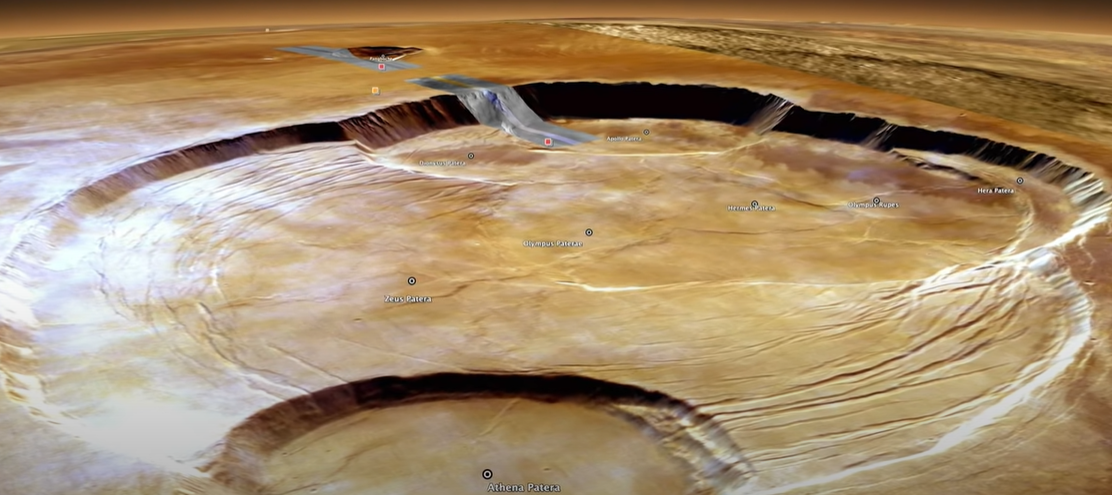 Apollo Patera
Dionysus Patera
Hera Patera
Hermes Patera
Olympus Rupes
Olympus Paterae
Zeus Patera
Athena Patera